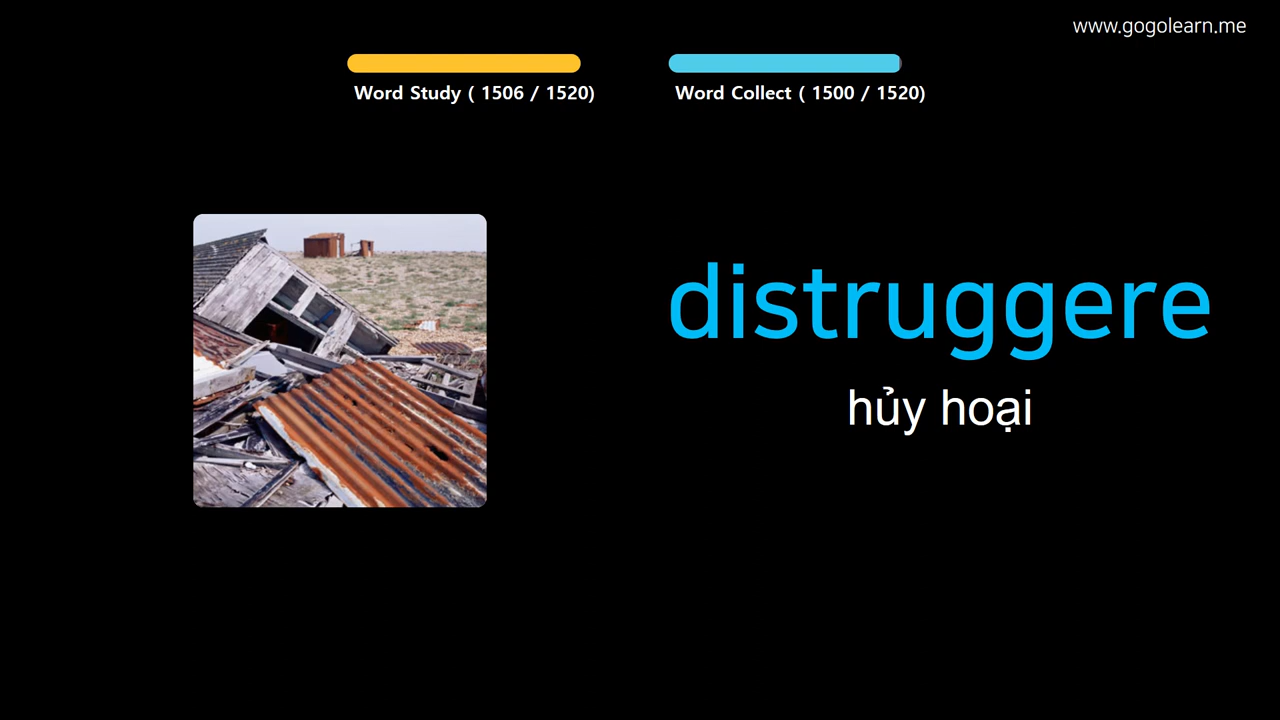 www.gogolearn.me
Word Study ( 1506 / 1520)
Word Collect ( 1500 / 1520)
distruggere
hủy hoại